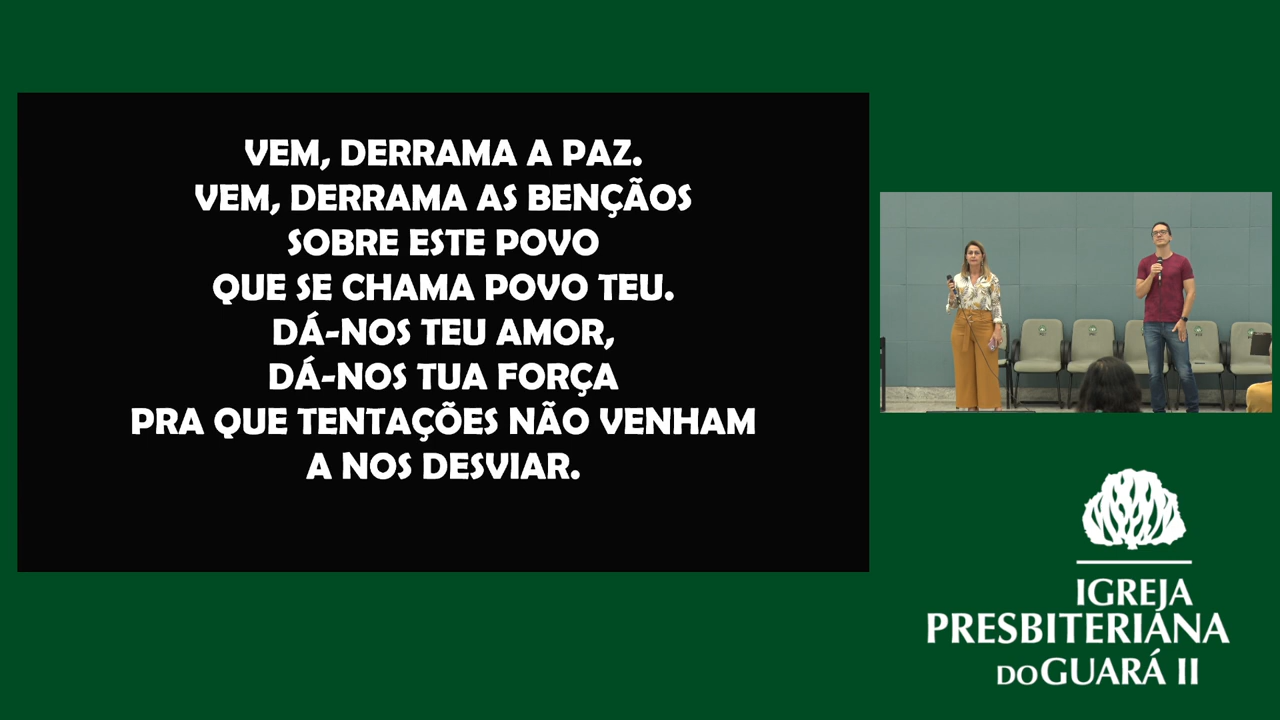 VEM, DERRAMA A PAZ.
VEM, DERRAMA AS BENÇÃOS
SOBRE ESTE POVO
QUE SE CHAMA POVO TEU.
DÁ-NOS TEU AMOR,
DÁ-NOS TUA FORÇA
PRA QUE TENTAÇÕES NÃO VENHAM
A NOS DESVIAR.
IGREJA
PRESBITERIANA
DO GUARÁ II